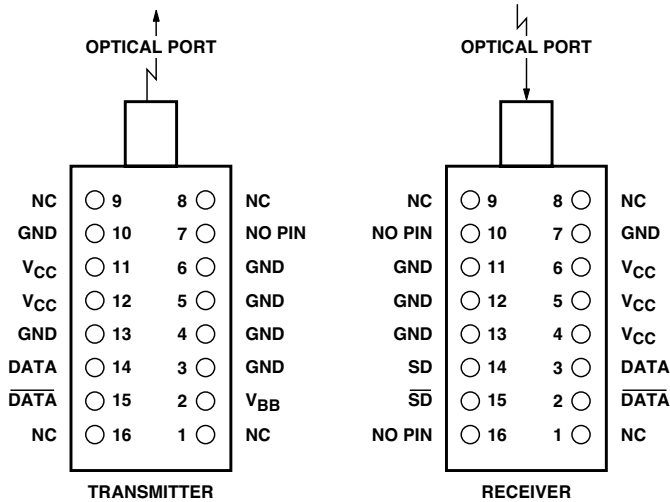 OPTICAL PORT OPTICAL PORT
NC 9 8 NC NC 9 8 NC
GND 10 7 NO PIN NO PIN 10 7 GND
VCC 11 6 GND GND 11 6 VCC
VCC 12 5 GND GND 12 5 VCC
GND 13 4 GND GND 13 4 VCC
DATA 14 3 GND SD 14 3 DATA
D̅A̅T̅A̅ 15 2 VBB S̅D̅ 15 2 D̅A̅T̅A̅
NC 16 1 NC NO PIN 16 1 NC
TRANSMITTER RECEIVER